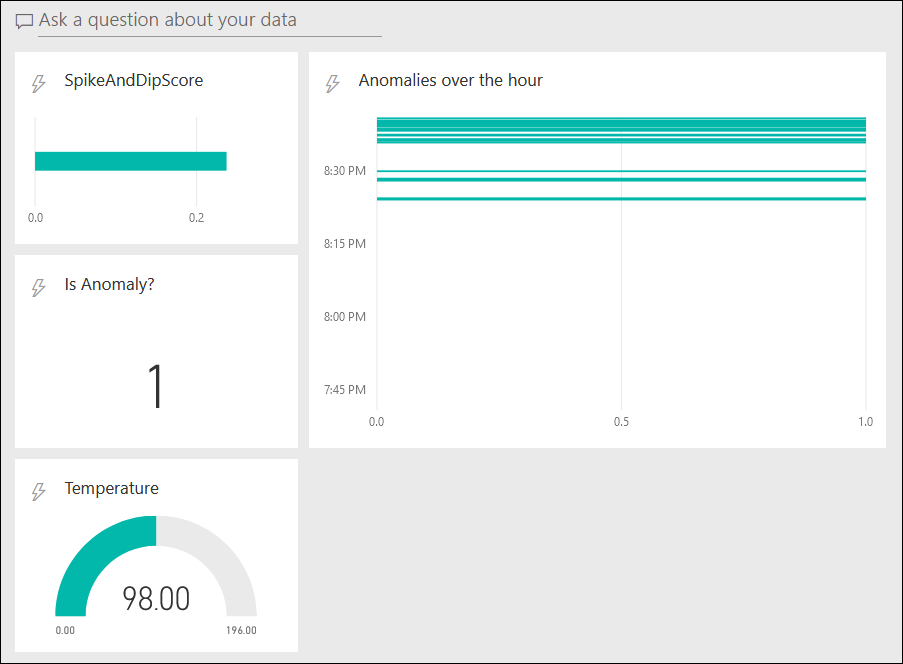 Ask a question about your data
SpikeAndDipScore
0.0 0.2
Is Anomaly?
1
Temperature
98.00
0.00 196.00
Anomalies over the hour
8:30 PM
8:15 PM
8:00 PM
7:45 PM
0.0 0.5 1.0